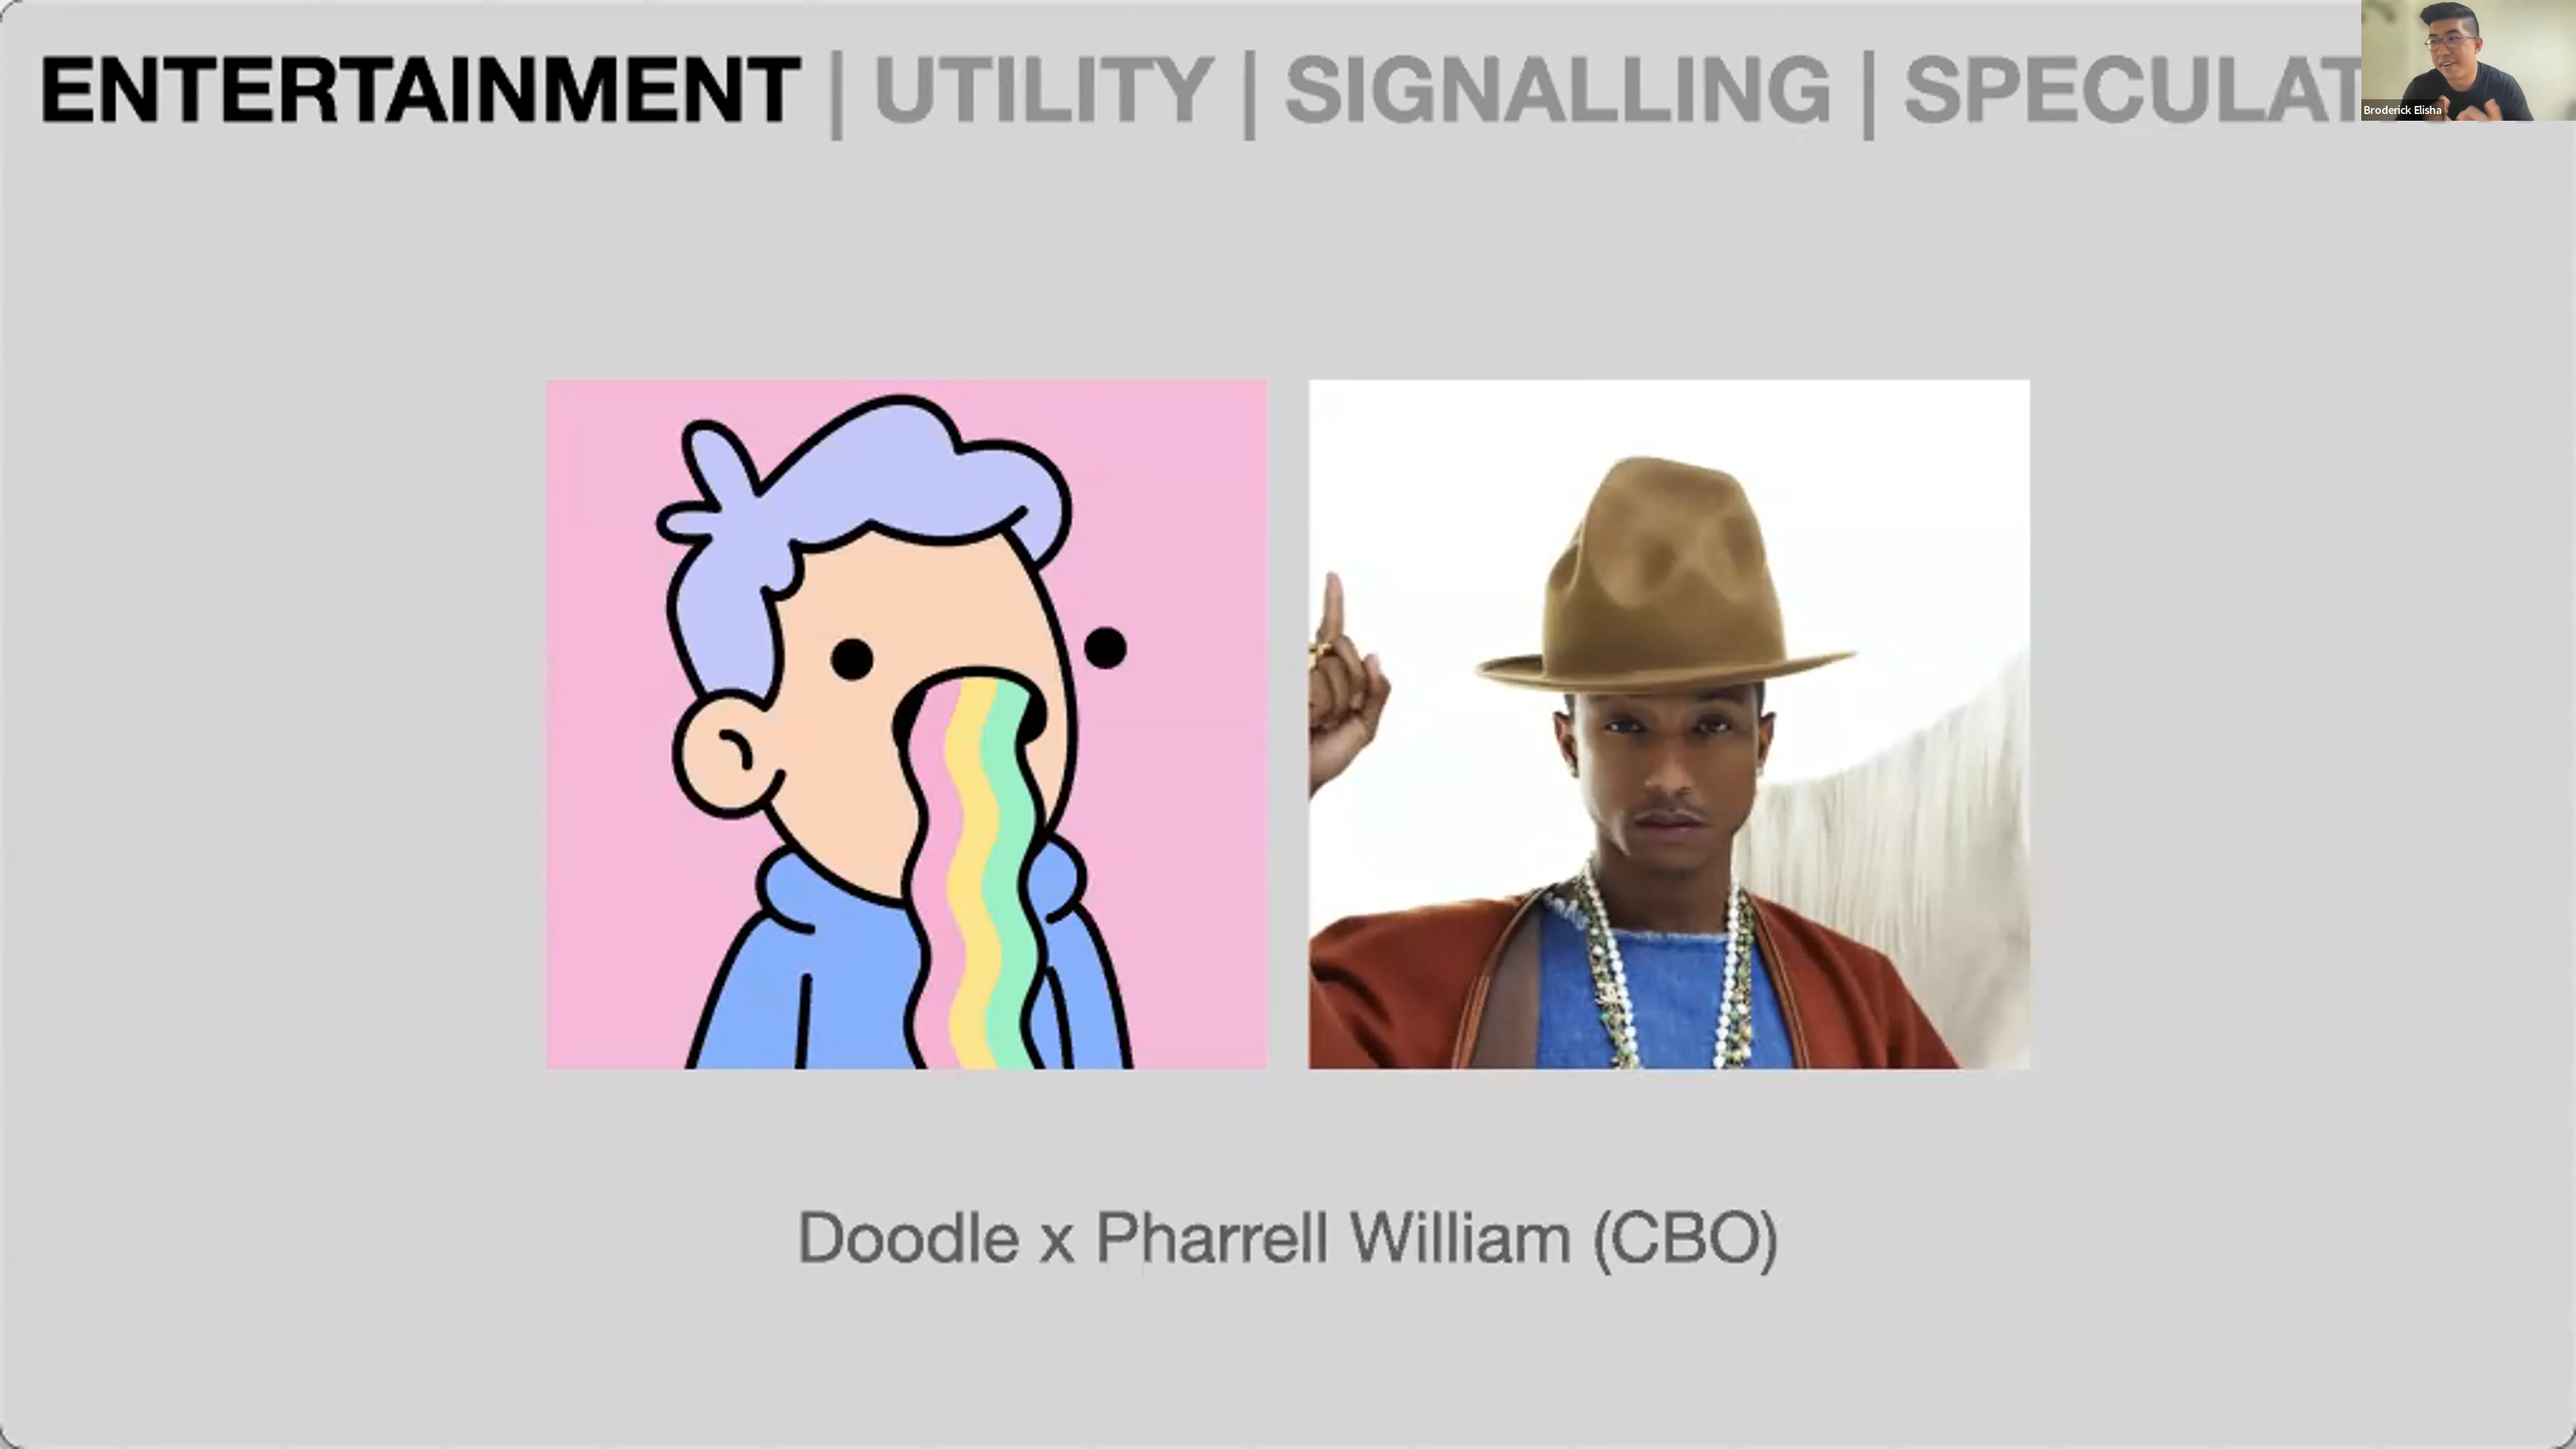 ENTERTAINMENT | UTILITY | SIGNALLING | SPECULAT
Broderick Elisha
Doodle x Pharrell William (CBO)